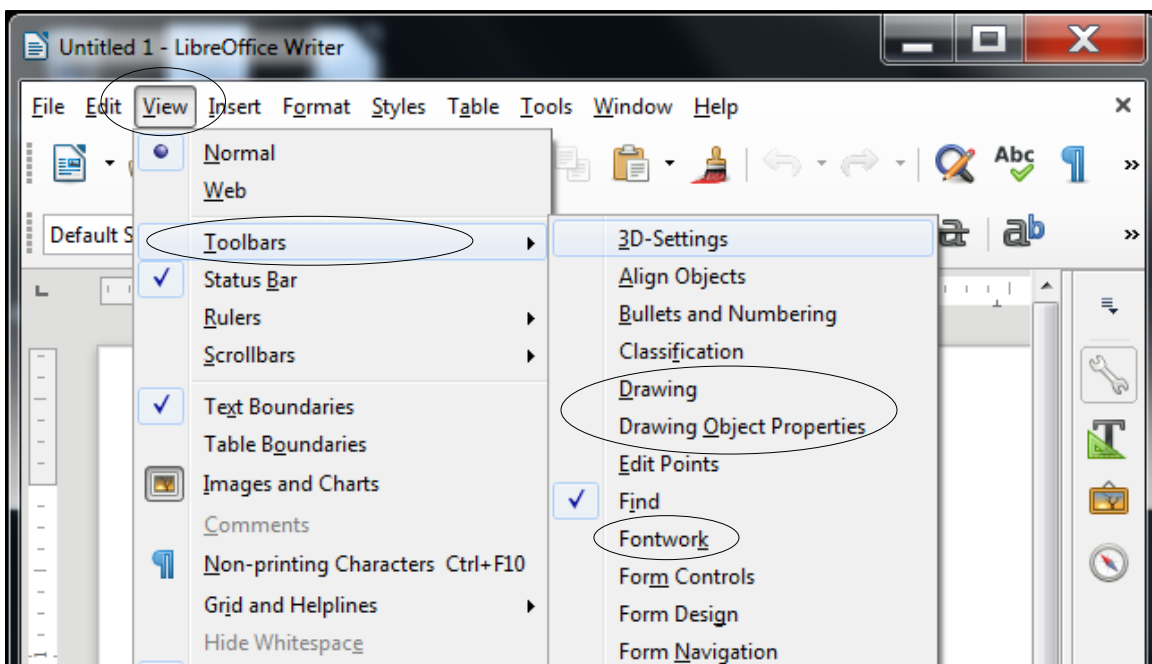 Untitled 1 - LibreOffice Writer
File Edit View Insert Format Styles Table Tools Window Help
Abc
Default S
a ab
Normal
Web
Toolbars
Status Bar
Rulers
Scrollbars
Text Boundaries
Table Boundaries
Images and Charts
Comments
Non-printing Characters Ctrl+F10
Grid and Helplines
Hide Whitespace
3D-Settings
Align Objects
Bullets and Numbering
Classification
Drawing
Drawing Object Properties
Edit Points
Find
Fontwork
Form Controls
Form Design
Form Navigation
1